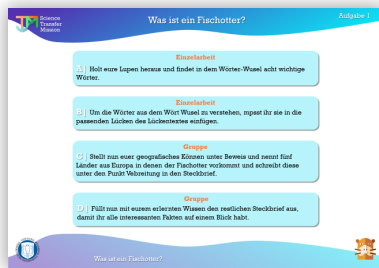 Science
Transfer
Mission
Was ist ein Fischotter?
Aufgabe 1
Einzelarbeit
A | Holt eure Lupen heraus und findet in dem Wörter-Wusel acht wichtige
Wörter.
Einzelarbeit
B | Um die Wörter aus dem Wört Wusel zu verstehen, mpsst ihr sie in die
passenden Lücken des Lückentextes einfügen.
Gruppe
C | Stellt nun euer geografisches Können unter Beweis und nennt fünf
Länder aus Europa in denen der Fischotter vorkommt und schreibt diese
unter den Punkt Vebreitung in den Steckbrief.
Gruppe
D | Füllt nun mit eurem erlernten Wissen den restlichen Steckbrief aus,
damit ihr alle interessanten Fakten auf einem Blick habt.
Was ist ein Fischotter?